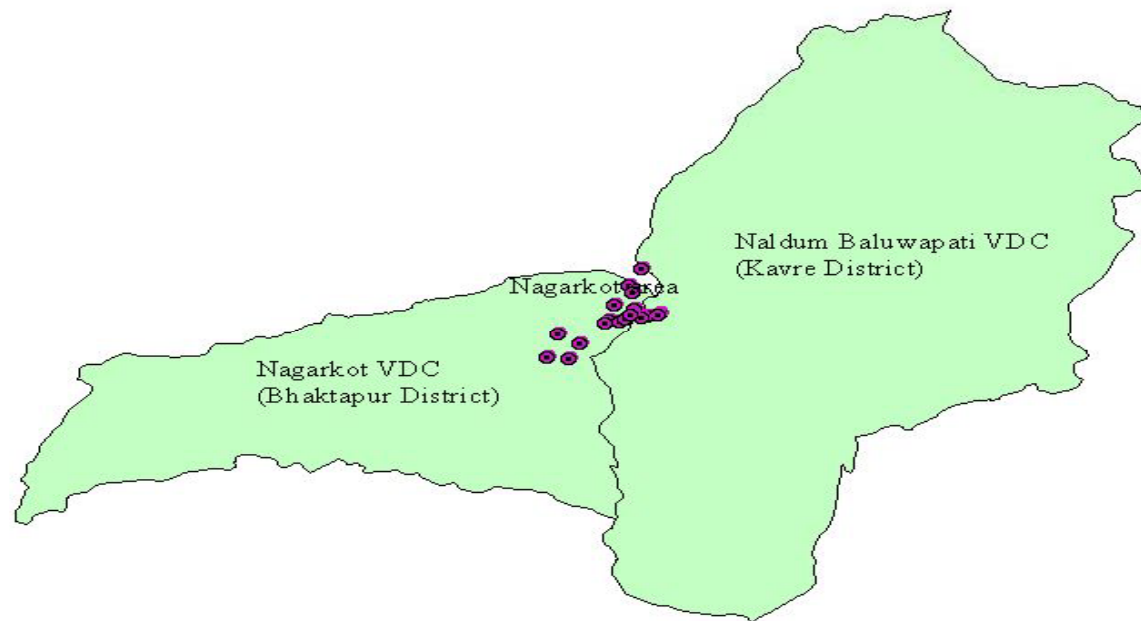 Naldum Baluwapati VDC
(Kavre District)
Nagarkot area
Nagarkot VDC
(Bhaktapur District)